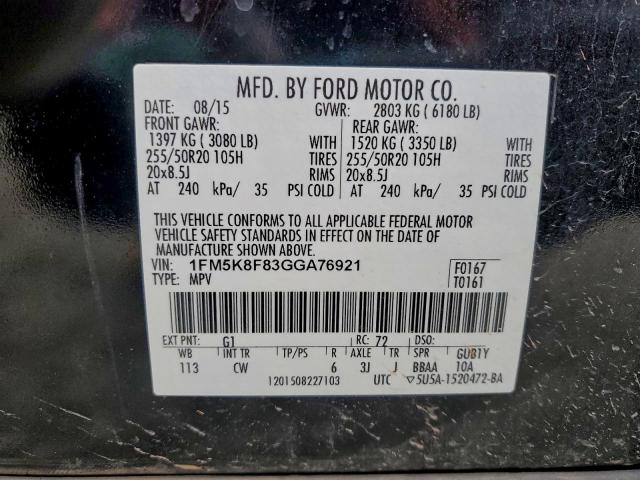 MFD. BY FORD MOTOR CO.
DATE: 08/15 GVWR: 2803 KG ( 6180 LB)
FRONT GAWR: REAR GAWR:
1397 KG ( 3080 LB) WITH 1520 KG ( 3350 LB) WITH
255/50R20 105H TIRES 255/50R20 105H TIRES
20x8.5J RIMS 20x8.5J RIMS
AT 240 kPa/ 35 PSI COLD AT 240 kPa/ 35 PSI COLD
THIS VEHICLE CONFORMS TO ALL APPLICABLE FEDERAL MOTOR
VEHICLE SAFETY STANDARDS IN EFFECT ON THE DATE OF
MANUFACTURE SHOWN ABOVE.
VIN: 1FM5K8F83GGA76921 F0167
TYPE: MPV T0161
EXT PNT: G1 RC: 72 DSO:
WB INT TR TP/PS R AXLE TR SPR GUB1Y
113 CW 6 3J J BBAA 10A
1201508227103 UTC ▽5U5A-1520472-BA